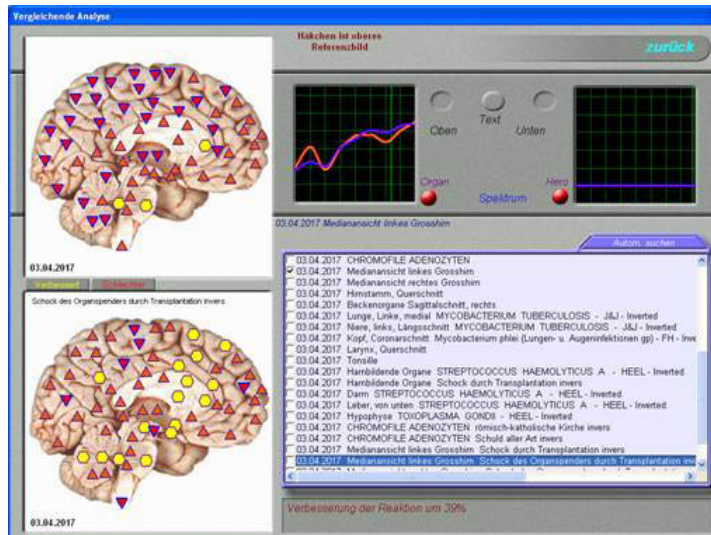 Vergleichende Analyse
Häkchen ist oberes
Referenzbild
zurück
Oben
Text
Unten
Organ
Spektrum
Hero
03.04.2017
03.04.2017 Medianansicht linkes Grosshirn
Autom. suchen
Verbessert
Schlechter
Schock des Organspenders durch Transplantation invers
03.04.2017
03.04.2017 CHROMOFILE ADENOZYTEN
03.04.2017 Medianansicht linkes Grosshirn
03.04.2017 Medianansicht rechtes Grosshirn
03.04.2017 Hirnstamm, Querschnitt
03.04.2017 Beckenorgane Sagittalschnitt, rechts
03.04.2017 Lunge, Linke, medial MYCOBACTERIUM TUBERCULOSIS - J&J - Inverted
03.04.2017 Niere, links, Längsschnitt MYCOBACTERIUM TUBERCULOSIS - J&J - Inverted
03.04.2017 Kopf, Coronarschnitt Mycobacterium phlei (Lungen- u. Augeninfektionen gp) - FH - Inve
03.04.2017 Larynx, Querschnitt
03.04.2017 Tonsille
03.04.2017 Harnbildende Organe STREPTOCOCCUS HAEMOLYTICUS A - HEEL - Inverted
03.04.2017 Harnbildende Organe Schock durch Transplantation invers
03.04.2017 Darm STREPTOCOCCUS HAEMOLYTICUS A - HEEL - Inverted
03.04.2017 Leber, von unten STREPTOCOCCUS HAEMOLYTICUS A - HEEL - Inverted
03.04.2017 Hypophyse TOXOPLASMA GONDII - HEEL - Inverted
03.04.2017 CHROMOFILE ADENOZYTEN römisch-katholische Kirche invers
03.04.2017 CHROMOFILE ADENOZYTEN Schuld aller Art invers
03.04.2017 Medianansicht linkes Grosshirn Schock durch Transplantation invers
03.04.2017 Medianansicht linkes Grosshirn Schock des Organspenders durch Transplantation inve
Verbesserung der Reaktion um 39%